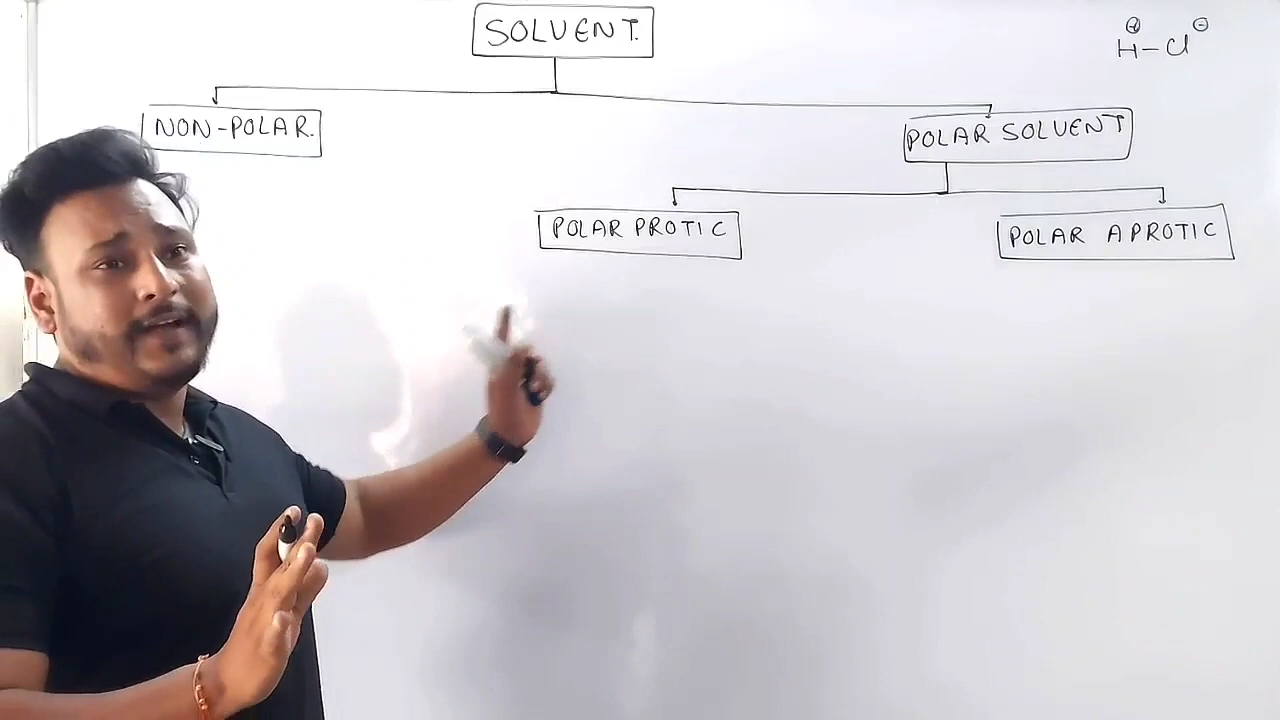 SOLVENT.
⊕ ⊖
H-Cl
NON-POLAR.
POLAR SOLVENT
POLAR PROTIC
POLAR APROTIC